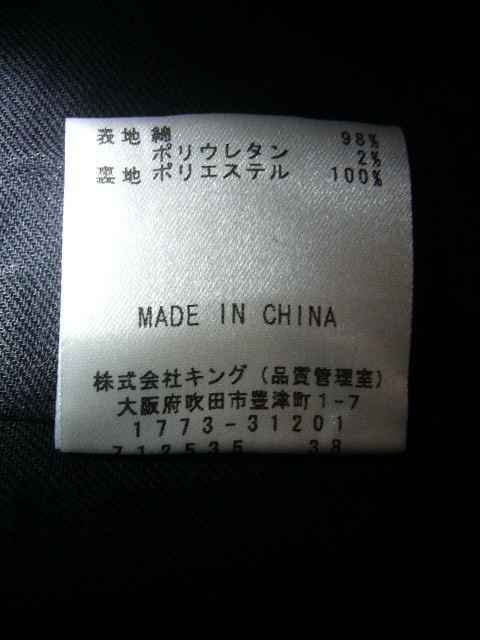 表地 綿 98%
ポリウレタン 2%
裏地 ポリエステル 100%
MADE IN CHINA
株式会社キング(品質管理室)
大阪府吹田市豊津町1-7
1773-31201
712535 38